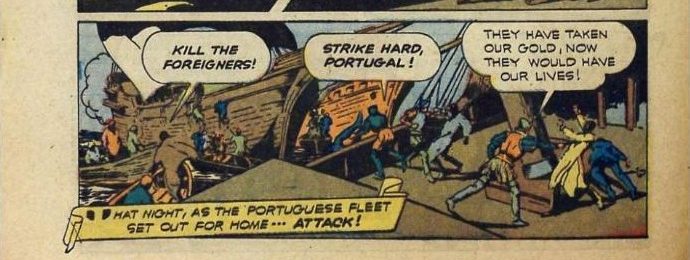 KILL THE
FOREIGNERS!
STRIKE HARD,
PORTUGAL!
THEY HAVE TAKEN
OUR GOLD, NOW
THEY WOULD HAVE
OUR LIVES!
HAT NIGHT, AS THE PORTUGUESE FLEET
SET OUT FOR HOME --- ATTACK!